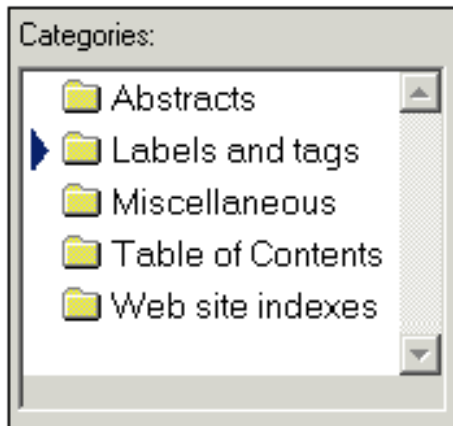 Categories:
Abstracts
Labels and tags
Miscellaneous
Table of Contents
Web site indexes